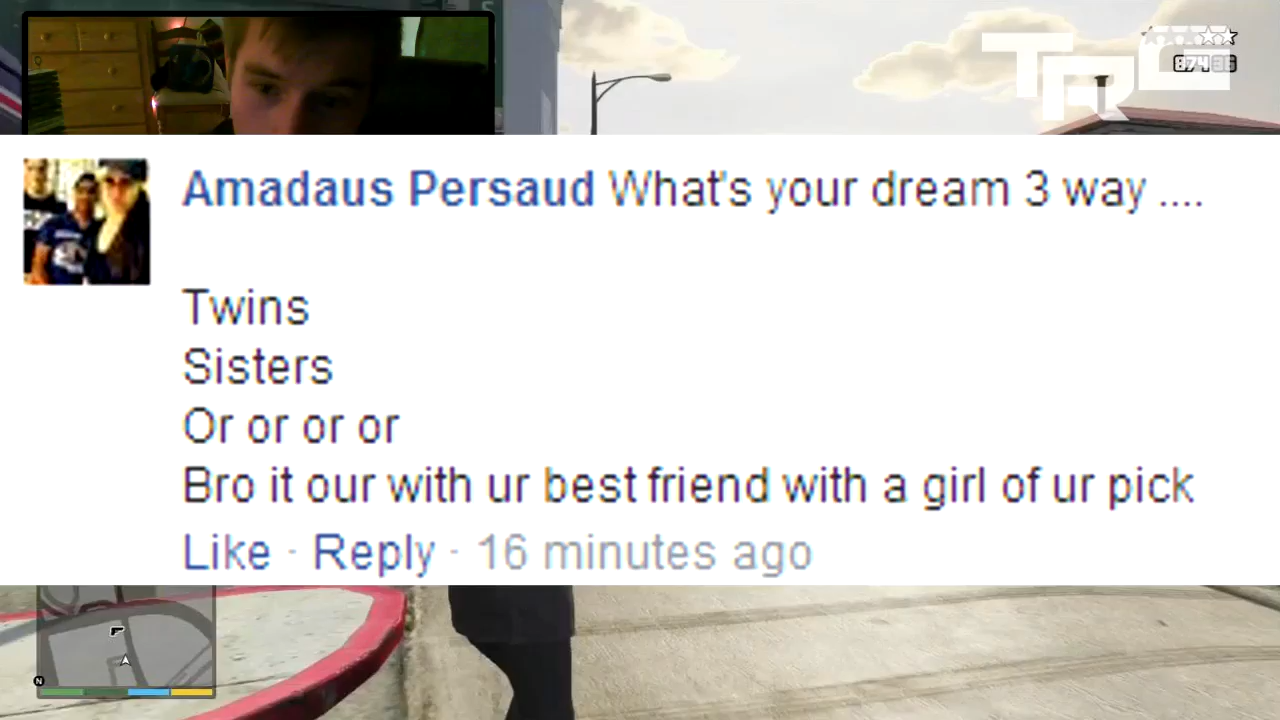 TRG
Amadaus Persaud What's your dream 3 way ....
Twins
Sisters
Or or or or
Bro it our with ur best friend with a girl of ur pick
Like · Reply · 16 minutes ago
N